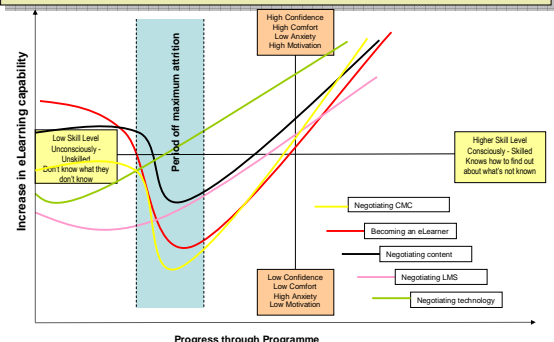 High Confidence
High Comfort
Low Anxiety
High Motivation
Increase in eLearning capability
Period off maximum attrition
Low Skill Level
Unconsciously -
Unskilled
Don't know what they
don't know
Higher Skill Level
Consciously - Skilled
Knows how to find out
about what's not known
Negotiating CMC
Becoming an eLearner
Negotiating content
Negotiating LMS
Negotiating technology
Low Confidence
Low Comfort
High Anxiety
Low Motivation
Progress through Programme